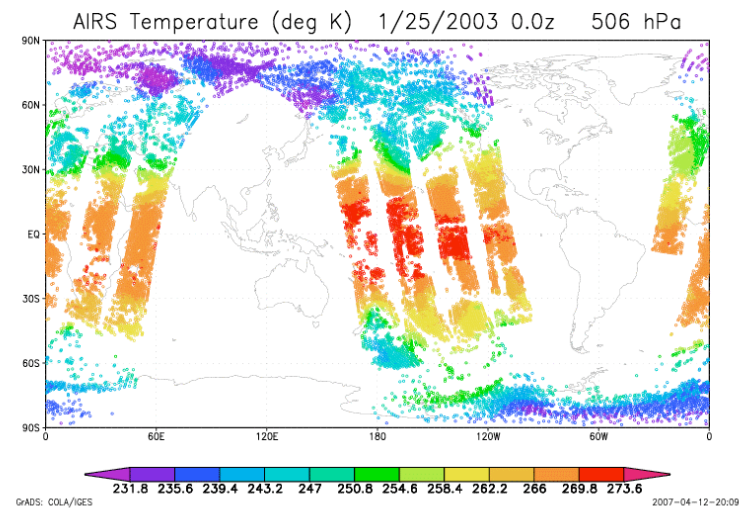 AIRS Temperature (deg K) 1/25/2003 0.0z 506 hPa
90N
60N
30N
EQ
30S
60S
90S
0 60E 120E 180 120W 60W 0
231.8 235.6 239.4 243.2 247 250.8 254.6 258.4 262.2 266 269.8 273.6
GrADS: COLA/IGES 2007-04-12-20:09